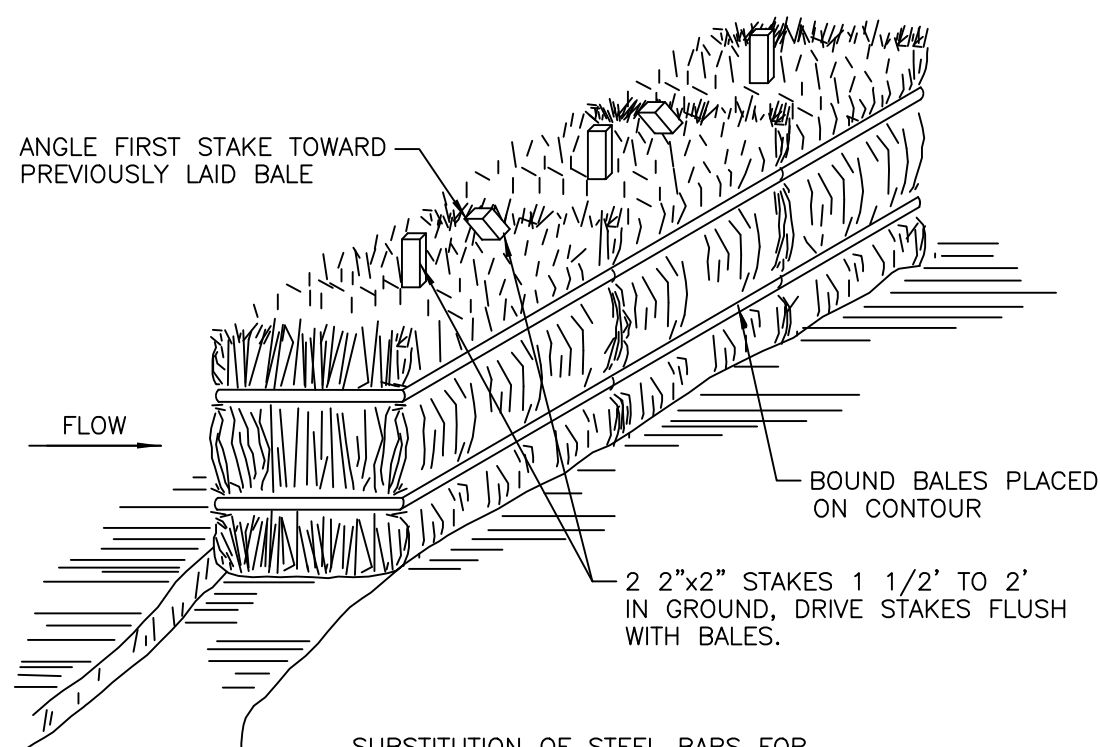 ANGLE FIRST STAKE TOWARD
PREVIOUSLY LAID BALE
FLOW
BOUND BALES PLACED
ON CONTOUR
2 2"x2" STAKES 1 1/2' TO 2'
IN GROUND, DRIVE STAKES FLUSH
WITH BALES.
SUBSTITUTION OF STEEL BARS FOR